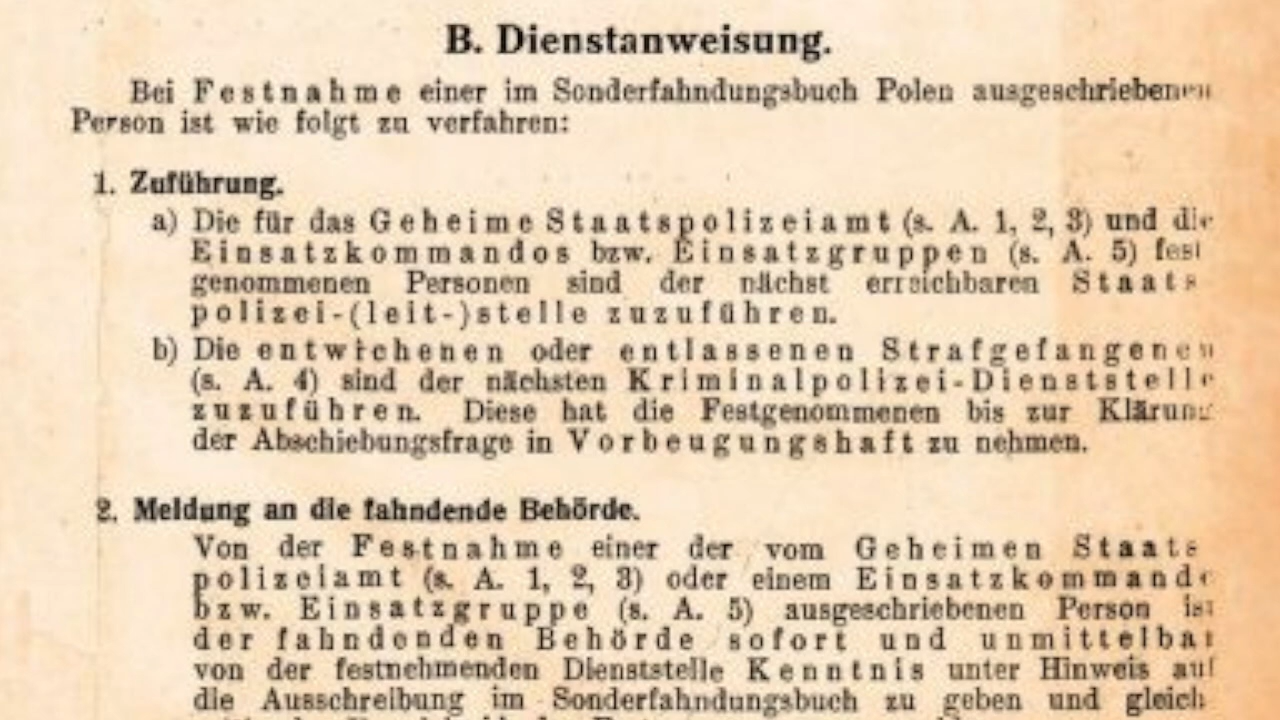 B. Dienstanweisung.
Bei Festnahme einer im Sonderfahndungsbuch Polen ausgeschriebenen
Person ist wie folgt zu verfahren:
1. Zuführung.
a) Die für das Geheime Staatspolizeiamt (s. A. 1, 2, 3) und die
Einsatzkommandos bzw. Einsatzgruppen (s. A. 5) fest
genommenen Personen sind der nächst erreichbaren Staats
polizei-(leit-)stelle zuzuführen.
b) Die entwichenen oder entlassenen Strafgefangenen
(s. A. 4) sind der nächsten Kriminalpolizei-Dienststelle
zuzuführen. Diese hat die Festgenommenen bis zur Klärung
der Abschiebungsfrage in Vorbeugungshaft zu nehmen.
2. Meldung an die fahndende Behörde.
Von der Festnahme einer der vom Geheimen Staats
polizeiamt (s. A. 1, 2, 3) oder einem Einsatzkommando
bzw. Einsatzgruppe (s. A. 5) ausgeschriebenen Person ist
der fahndenden Behörde sofort und unmittelbar
von der festnehmenden Dienststelle Kenntnis unter Hinweis auf
die Ausschreibung im Sonderfahndungsbuch zu geben und gleich